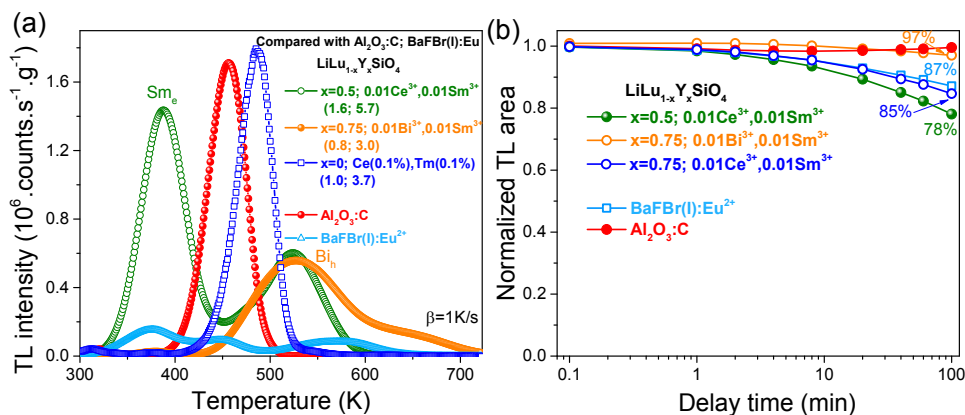 (a)
TL intensity (10⁶.counts.s⁻¹.g⁻¹)
1.8
1.5
1.2
0.9
0.6
0.4
0.0
300
400
500
600
700
Temperature (K)
Smₑ
Biₕ
Compared with Al₂O₃:C; BaFBr(I):Eu
LiLu₁₋ₓYₓSiO₄
x=0.5; 0.01Ce³⁺,0.01Sm³⁺
(1.6; 5.7)
x=0.75; 0.01Bi³⁺,0.01Sm³⁺
(0.8; 3.0)
x=0; Ce(0.1%),Tm(0.1%)
(1.0; 3.7)
Al₂O₃:C
BaFBr(I):Eu²⁺
β=1K/s
(b)
Normalized TL area
1.0
0.8
0.6
0.4
0.2
0.0
0.1
1
10
100
Delay time (min)
97%
87%
85%
78%
LiLu₁₋ₓYₓSiO₄
x=0.5; 0.01Ce³⁺,0.01Sm³⁺
x=0.75; 0.01Bi³⁺,0.01Sm³⁺
x=0.75; 0.01Ce³⁺,0.01Sm³⁺
BaFBr(I):Eu²⁺
Al₂O₃:C